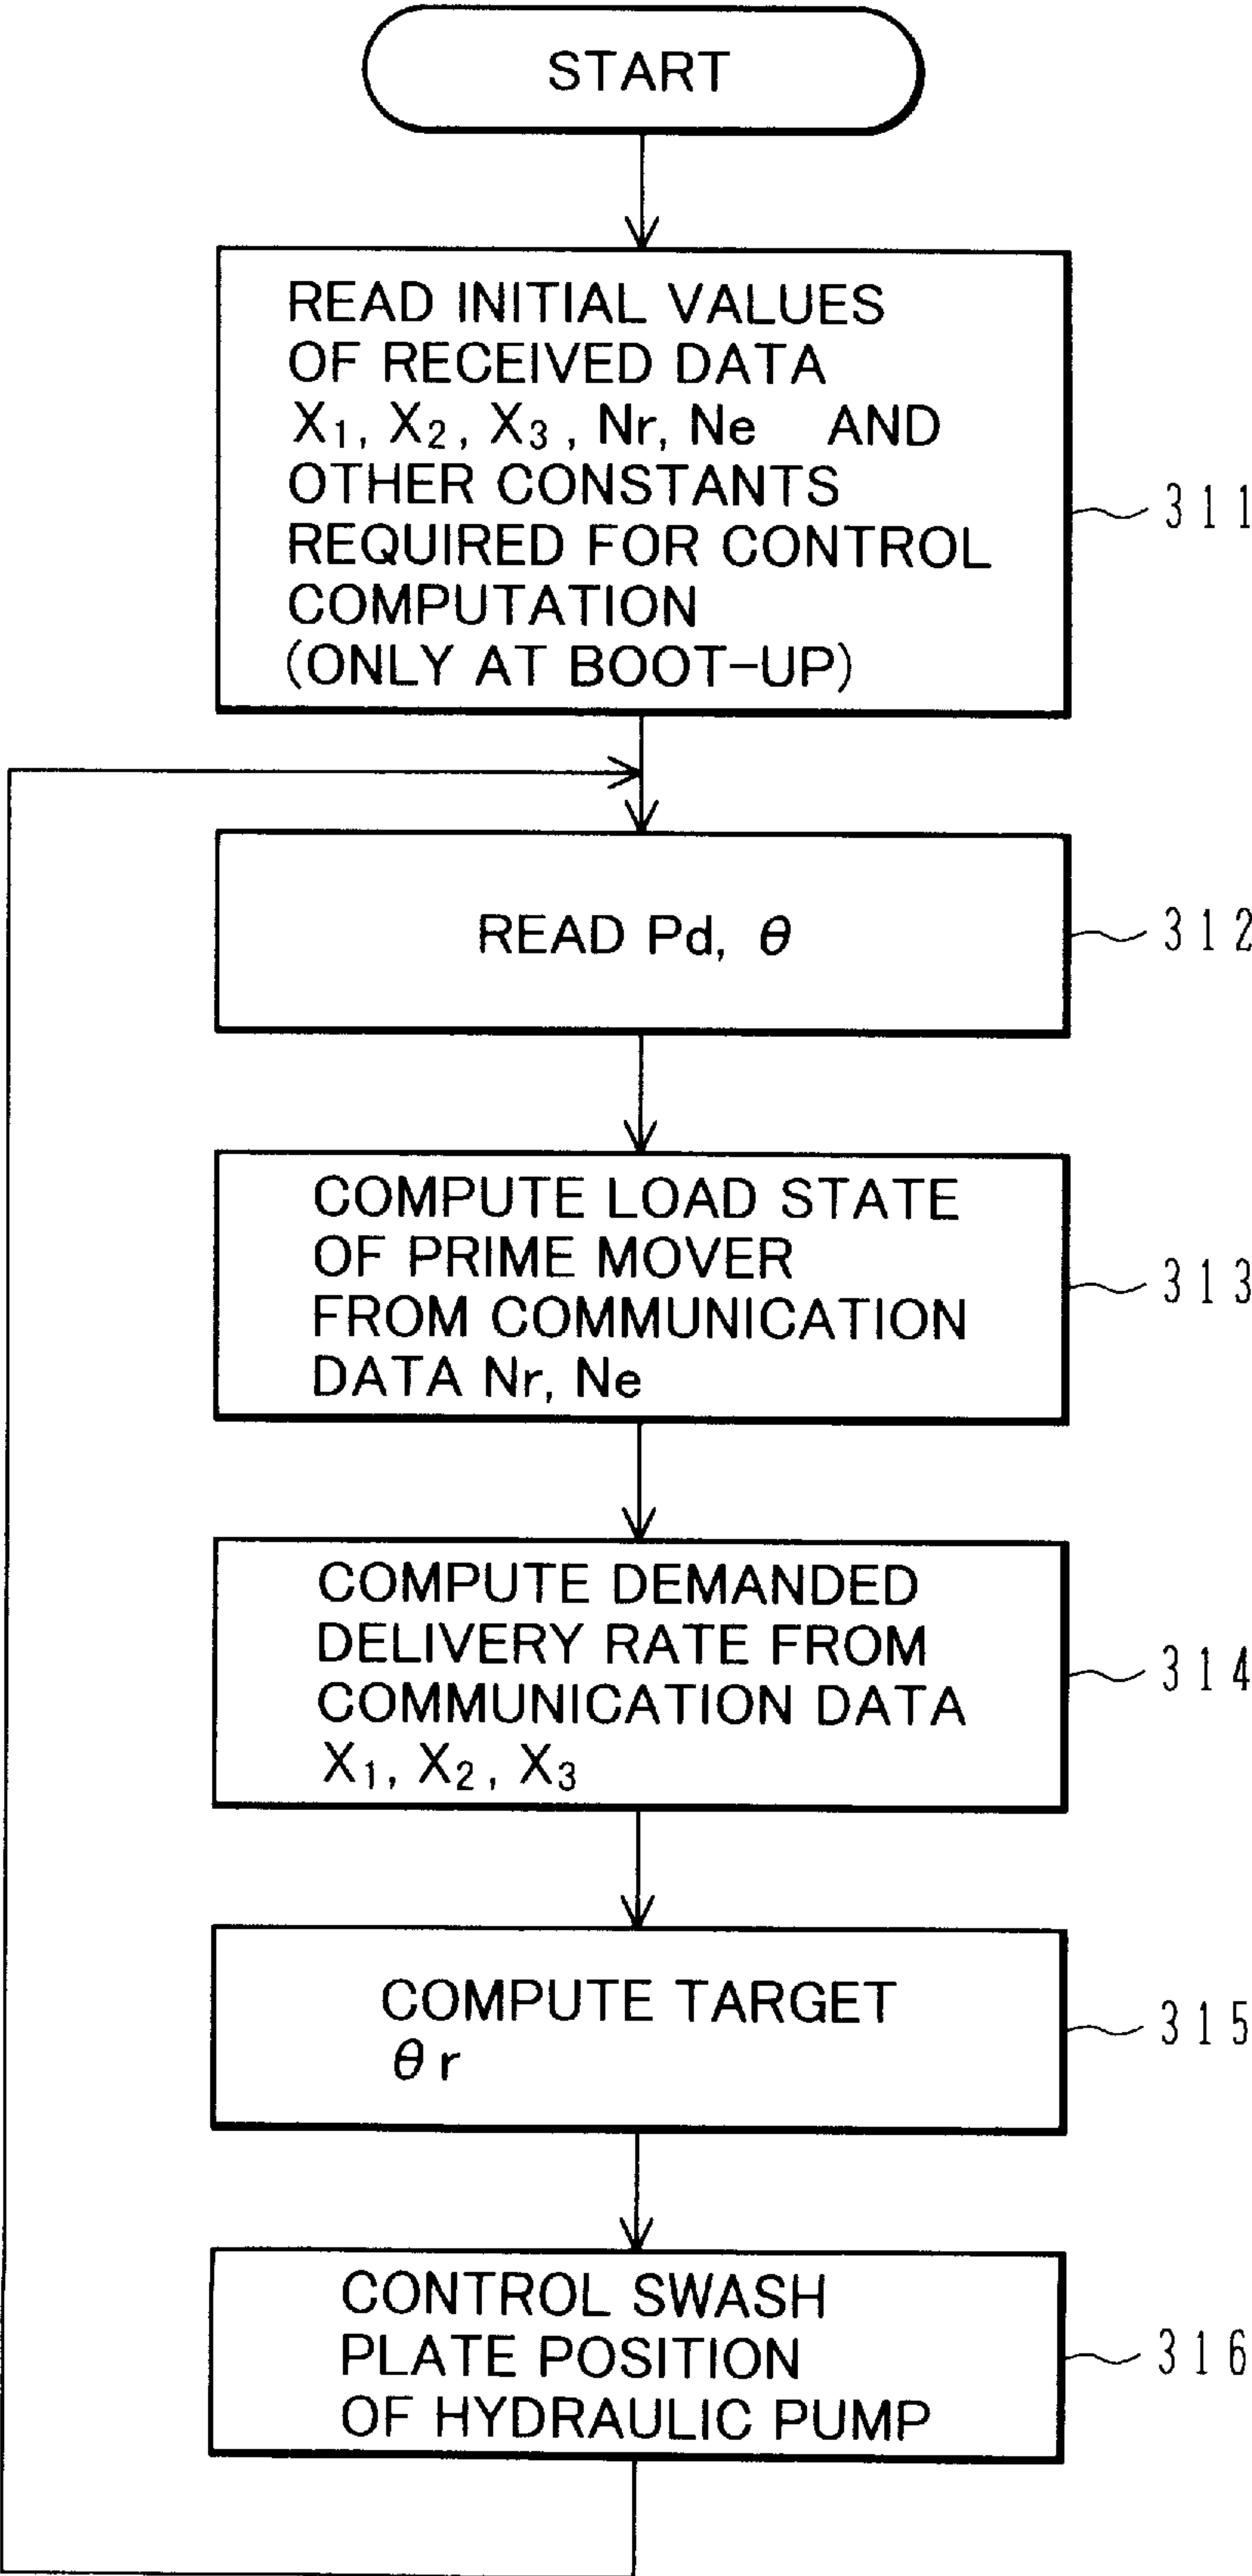 START
READ INITIAL VALUES
OF RECEIVED DATA
X₁, X₂, X₃, Nr, Ne AND
OTHER CONSTANTS
REQUIRED FOR CONTROL
COMPUTATION
(ONLY AT BOOT-UP)
311
READ Pd, θ
312
COMPUTE LOAD STATE
OF PRIME MOVER
FROM COMMUNICATION
DATA Nr, Ne
313
COMPUTE DEMANDED
DELIVERY RATE FROM
COMMUNICATION DATA
X₁, X₂, X₃
314
COMPUTE TARGET
θr
315
CONTROL SWASH
PLATE POSITION
OF HYDRAULIC PUMP
316